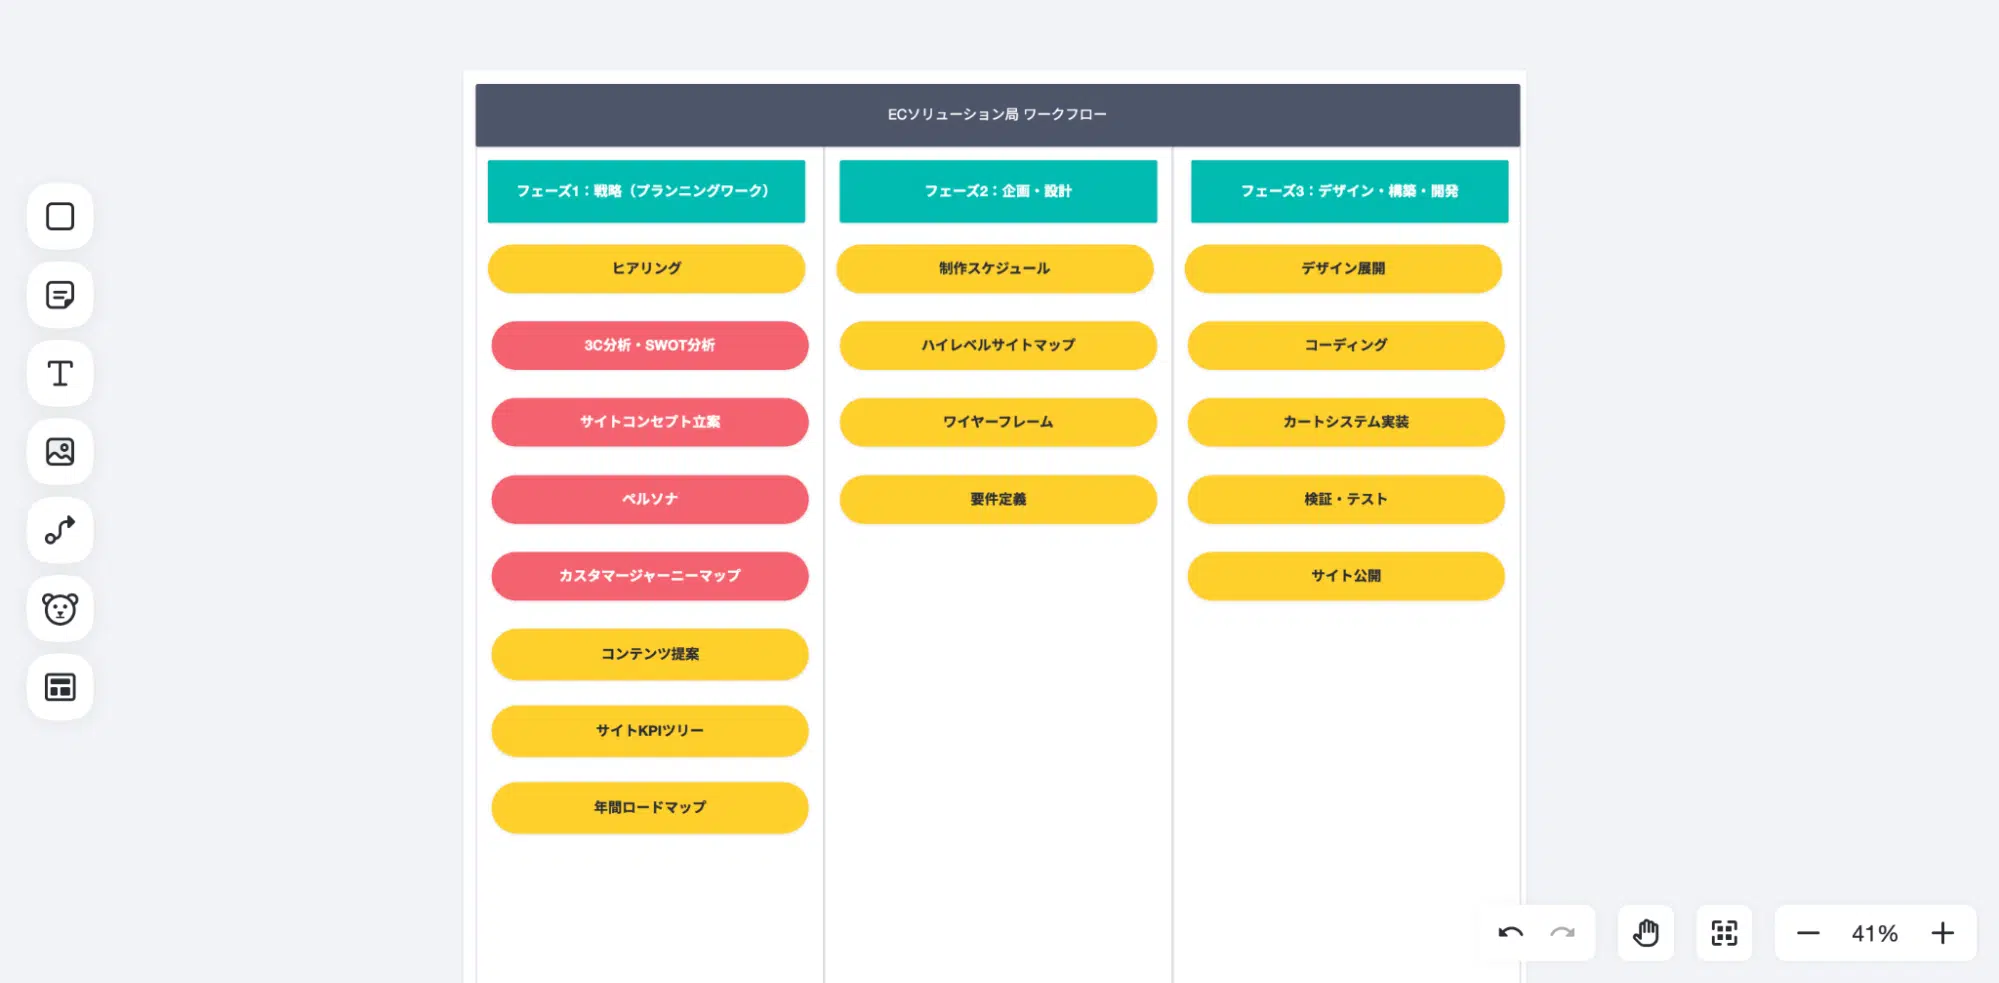 ECソリューション局 ワークフロー
フェーズ1：戦略（プランニングワーク）
ヒアリング
3C分析・SWOT分析
サイトコンセプト立案
ペルソナ
カスタマージャーニーマップ
コンテンツ提案
サイトKPIツリー
年間ロードマップ
フェーズ2：企画・設計
制作スケジュール
ハイレベルサイトマップ
ワイヤーフレーム
要件定義
フェーズ3：デザイン・構築・開発
デザイン展開
コーディング
カートシステム実装
検証・テスト
サイト公開
41%